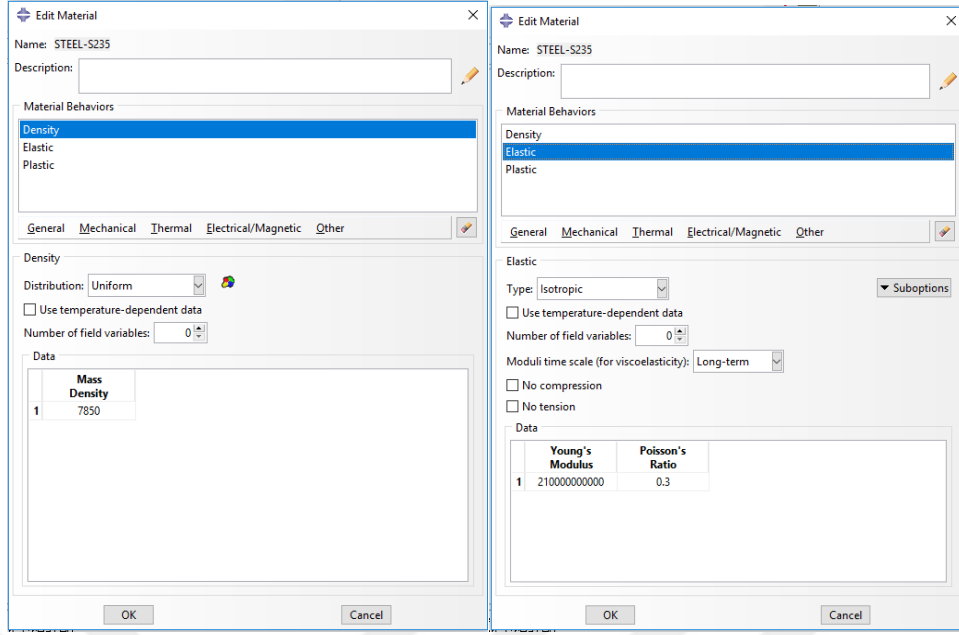 Edit Material
Name: STEEL-S235
Description:
Material Behaviors
Density
Elastic
Plastic
General Mechanical Thermal Electrical/Magnetic Other
Density
Distribution: Uniform
Use temperature-dependent data
Number of field variables: 0
Data
Mass
Density
1 7850
OK Cancel
Edit Material
Name: STEEL-S235
Description:
Material Behaviors
Density
Elastic
Plastic
General Mechanical Thermal Electrical/Magnetic Other
Elastic
Type: Isotropic
Suboptions
Use temperature-dependent data
Number of field variables: 0
Moduli time scale (for viscoelasticity): Long-term
No compression
No tension
Data
Young's Poisson's
Modulus Ratio
1 210000000000 0.3
OK Cancel